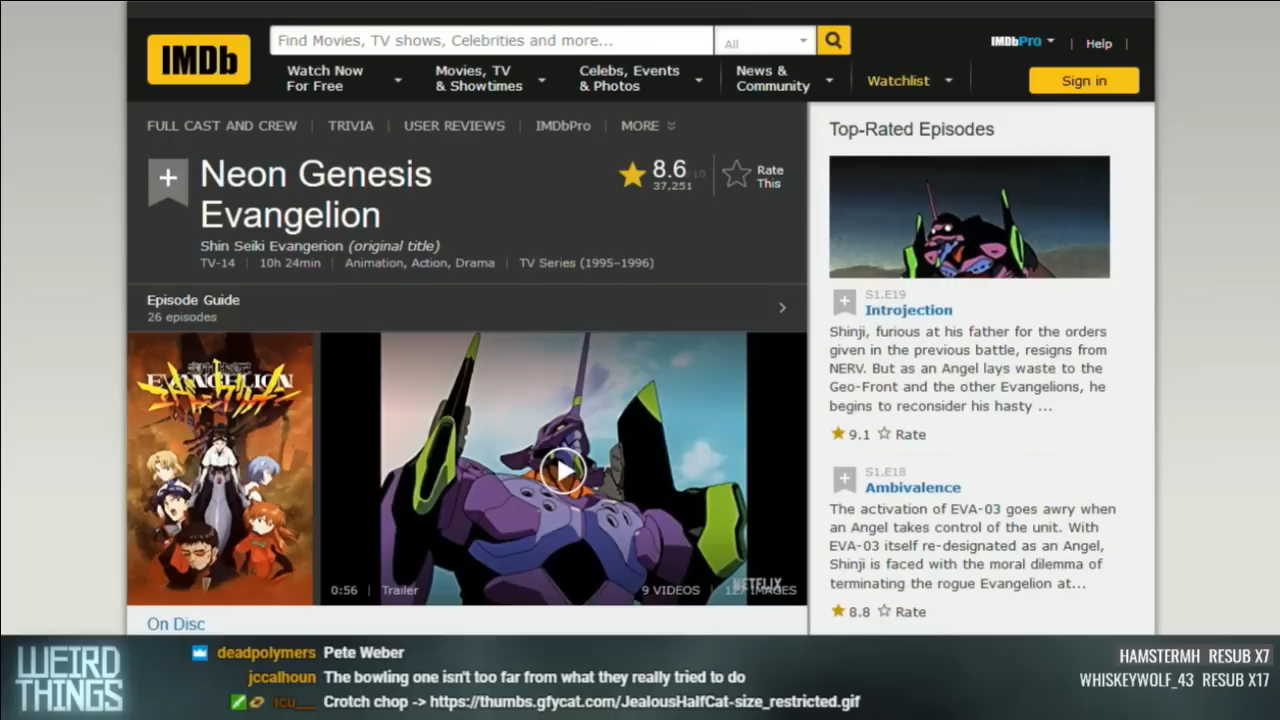 IMDb
Find Movies, TV shows, Celebrities and more...
All
IMDbPro
Help
Watch Now
For Free
Movies, TV
& Showtimes
Celebs, Events
& Photos
News &
Community
Watchlist
Sign in
FULL CAST AND CREW
TRIVIA
USER REVIEWS
IMDbPro
MORE
Neon Genesis
Evangelion
8.6/10
37,251
Rate
This
Shin Seiki Evangerion (original title)
TV-14 | 10h 24min | Animation, Action, Drama | TV Series (1995–1996)
Episode Guide
26 episodes
EVANGELION
0:56 | Trailer
9 VIDEOS
IMAGES
NETFLIX
On Disc
Top-Rated Episodes
S1.E19
Introjection
Shinji, furious at his father for the orders
given in the previous battle, resigns from
NERV. But as an Angel lays waste to the
Geo-Front and the other Evangelions, he
begins to reconsider his hasty ...
9.1 Rate
S1.E18
Ambivalence
The activation of EVA-03 goes awry when
an Angel takes control of the unit. With
EVA-03 itself re-designated as an Angel,
Shinji is faced with the moral dilemma of
terminating the rogue Evangelion at...
8.8 Rate
WEIRD
THINGS
deadpolymers Pete Weber
jccalhoun The bowling one isn't too far from what they really tried to do
icu__ Crotch chop -> https://thumbs.gfycat.com/JealousHalfCat-size_restricted.gif
HAMSTERMH RESUB X7
WHISKEYWOLF_43 RESUB X17